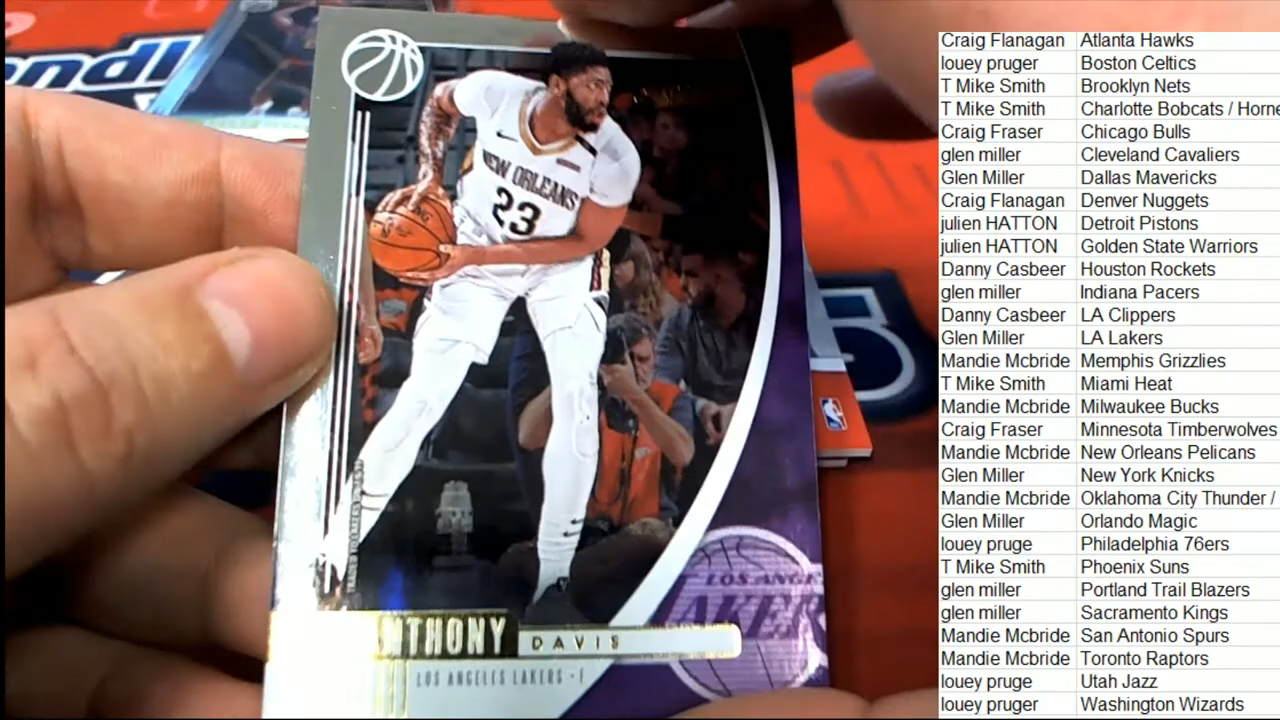 ndl
NEW ORLEANS
23
LOS ANGE
AKER
NTHONY DAVIS
LOS ANGELES LAKERS • F
Craig Flanagan Atlanta Hawks
louey pruger Boston Celtics
T Mike Smith Brooklyn Nets
T Mike Smith Charlotte Bobcats / Horne
Craig Fraser Chicago Bulls
glen miller Cleveland Cavaliers
Glen Miller Dallas Mavericks
Craig Flanagan Denver Nuggets
julien HATTON Detroit Pistons
julien HATTON Golden State Warriors
Danny Casbeer Houston Rockets
glen miller Indiana Pacers
Danny Casbeer LA Clippers
Glen Miller LA Lakers
Mandie Mcbride Memphis Grizzlies
T Mike Smith Miami Heat
Mandie Mcbride Milwaukee Bucks
Craig Fraser Minnesota Timberwolves
Mandie Mcbride New Orleans Pelicans
Glen Miller New York Knicks
Mandie Mcbride Oklahoma City Thunder /
Glen Miller Orlando Magic
louey pruge Philadelphia 76ers
T Mike Smith Phoenix Suns
glen miller Portland Trail Blazers
glen miller Sacramento Kings
Mandie Mcbride San Antonio Spurs
Mandie Mcbride Toronto Raptors
louey pruge Utah Jazz
louey pruger Washington Wizards